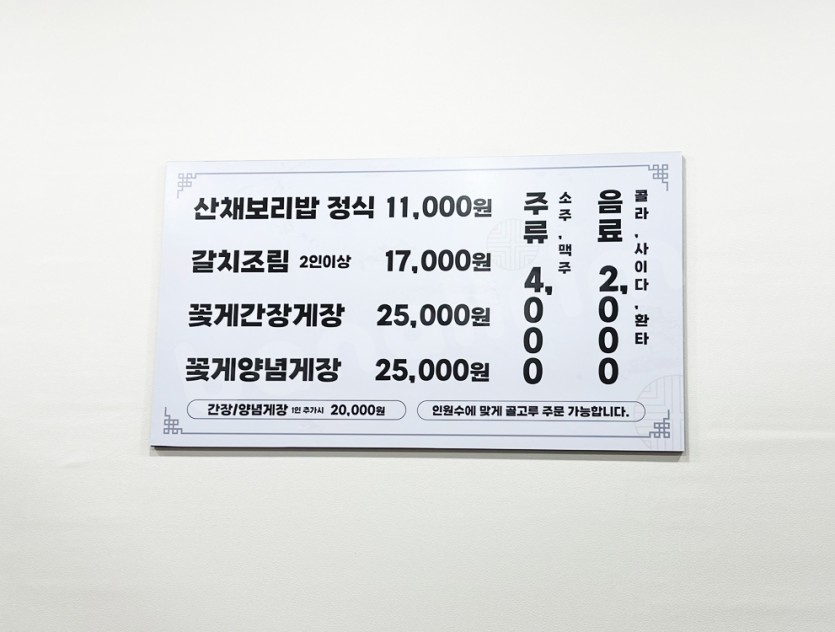 산채보리밥 정식 11,000원
갈치조림 2인이상 17,000원
꽃게간장게장 25,000원
꽃게양념게장 25,000원
간장/양념게장 1인 추가시 20,000원
인원수에 맞게 골고루 주문 가능합니다.
주류 4,000
소주, 맥주
음료 2,000
콜라, 사이다, 환타